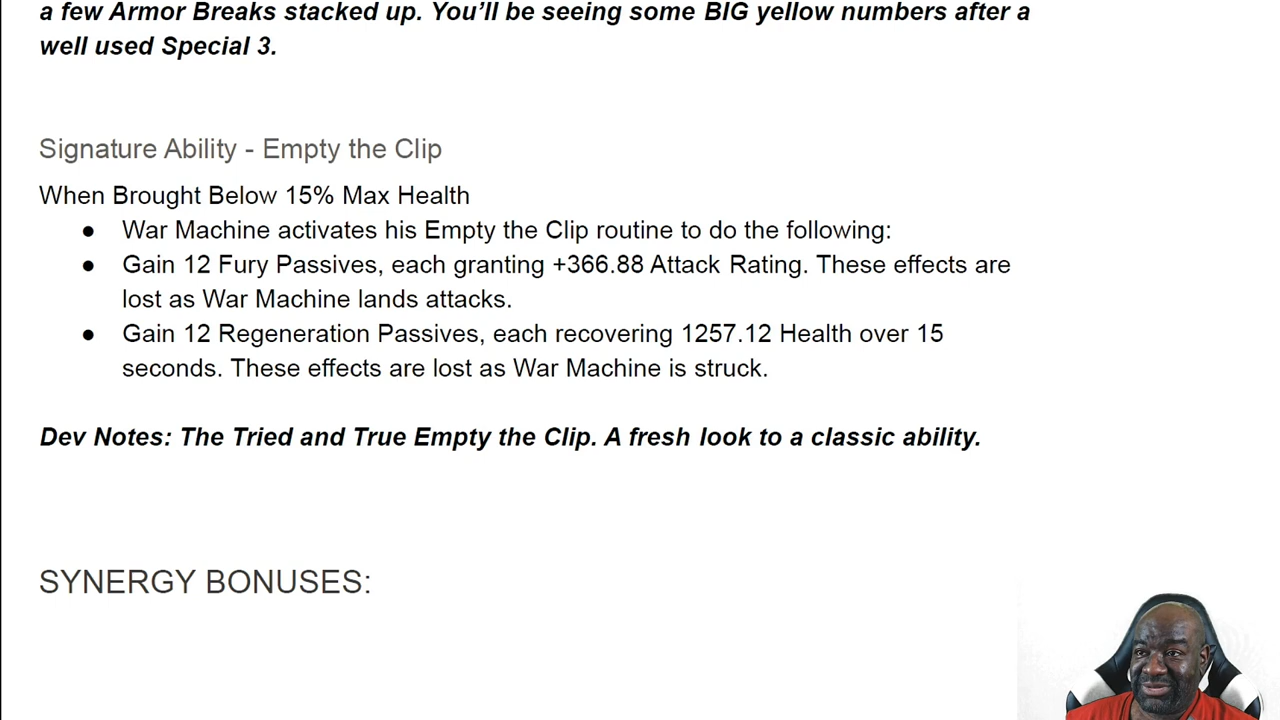 a few Armor Breaks stacked up. You’ll be seeing some BIG yellow numbers after a
well used Special 3.
Signature Ability - Empty the Clip
When Brought Below 15% Max Health
● War Machine activates his Empty the Clip routine to do the following:
● Gain 12 Fury Passives, each granting +366.88 Attack Rating. These effects are
lost as War Machine lands attacks.
● Gain 12 Regeneration Passives, each recovering 1257.12 Health over 15
seconds. These effects are lost as War Machine is struck.
Dev Notes: The Tried and True Empty the Clip. A fresh look to a classic ability.
SYNERGY BONUSES: